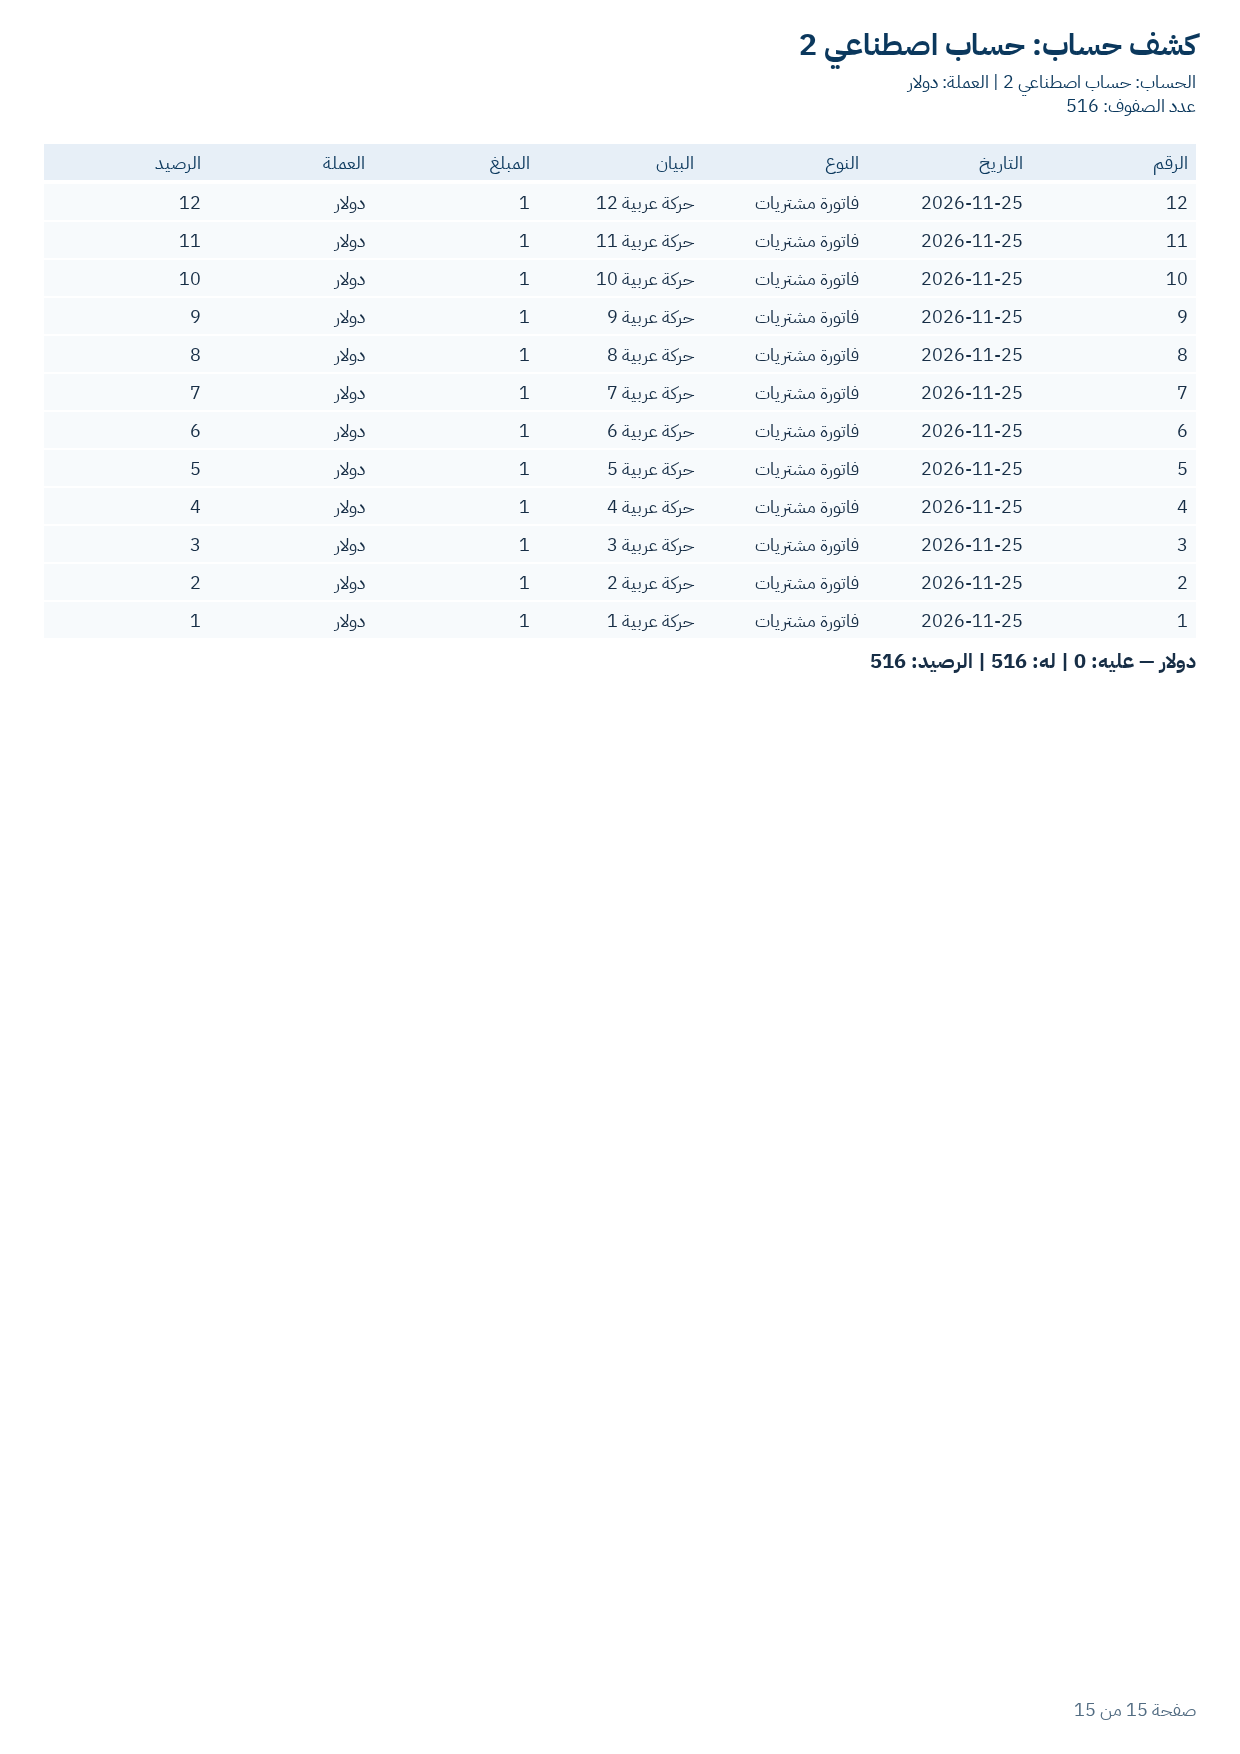 كشف حساب: حساب اصطناعي 2
الحساب: حساب اصطناعي 2 | العملة: دولار
عدد الصفوف: 516
الرقم التاريخ النوع البيان المبلغ العملة الرصيد
12 2026-11-25 فاتورة مشتريات حركة عربية 12 1 دولار 12
11 2026-11-25 فاتورة مشتريات حركة عربية 11 1 دولار 11
10 2026-11-25 فاتورة مشتريات حركة عربية 10 1 دولار 10
9 2026-11-25 فاتورة مشتريات حركة عربية 9 1 دولار 9
8 2026-11-25 فاتورة مشتريات حركة عربية 8 1 دولار 8
7 2026-11-25 فاتورة مشتريات حركة عربية 7 1 دولار 7
6 2026-11-25 فاتورة مشتريات حركة عربية 6 1 دولار 6
5 2026-11-25 فاتورة مشتريات حركة عربية 5 1 دولار 5
4 2026-11-25 فاتورة مشتريات حركة عربية 4 1 دولار 4
3 2026-11-25 فاتورة مشتريات حركة عربية 3 1 دولار 3
2 2026-11-25 فاتورة مشتريات حركة عربية 2 1 دولار 2
1 2026-11-25 فاتورة مشتريات حركة عربية 1 1 دولار 1
دولار — عليه: 0 | له: 516 | الرصيد: 516
صفحة 15 من 15